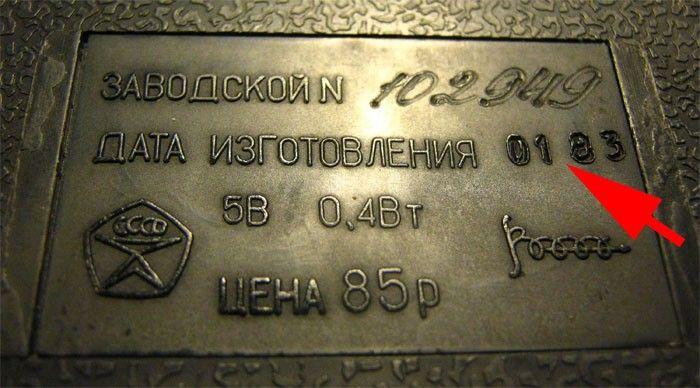 ЗАВОДСКОЙ N 102949
ДАТА ИЗГОТОВЛЕНИЯ 01 83
5В 0,4Вт
СССР
ЦЕНА 85р